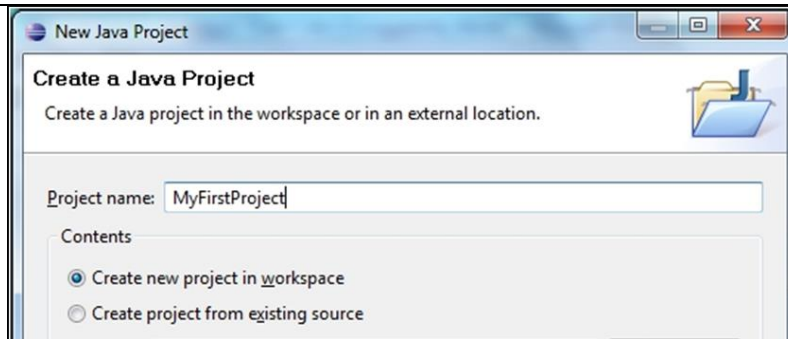 New Java Project
Create a Java Project
Create a Java project in the workspace or in an external location.
Project name: MyFirstProject
Contents
Create new project in workspace
Create project from existing source